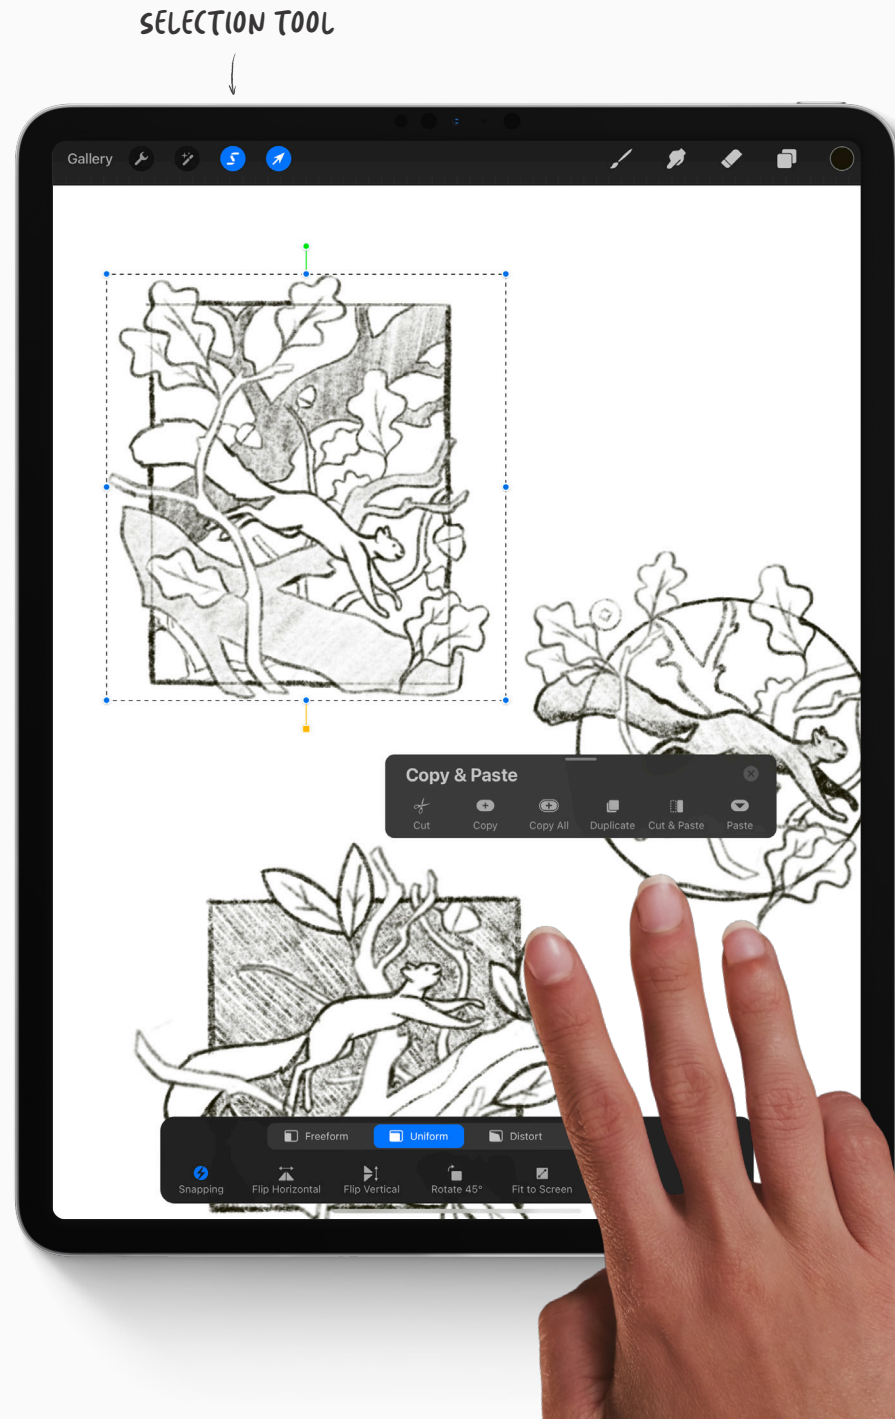 SELECTION TOOL
Gallery
Copy & Paste
Cut Copy Copy All Duplicate Cut & Paste Paste
Freeform Uniform Distort
Snapping Flip Horizontal Flip Vertical Rotate 45° Fit to Screen